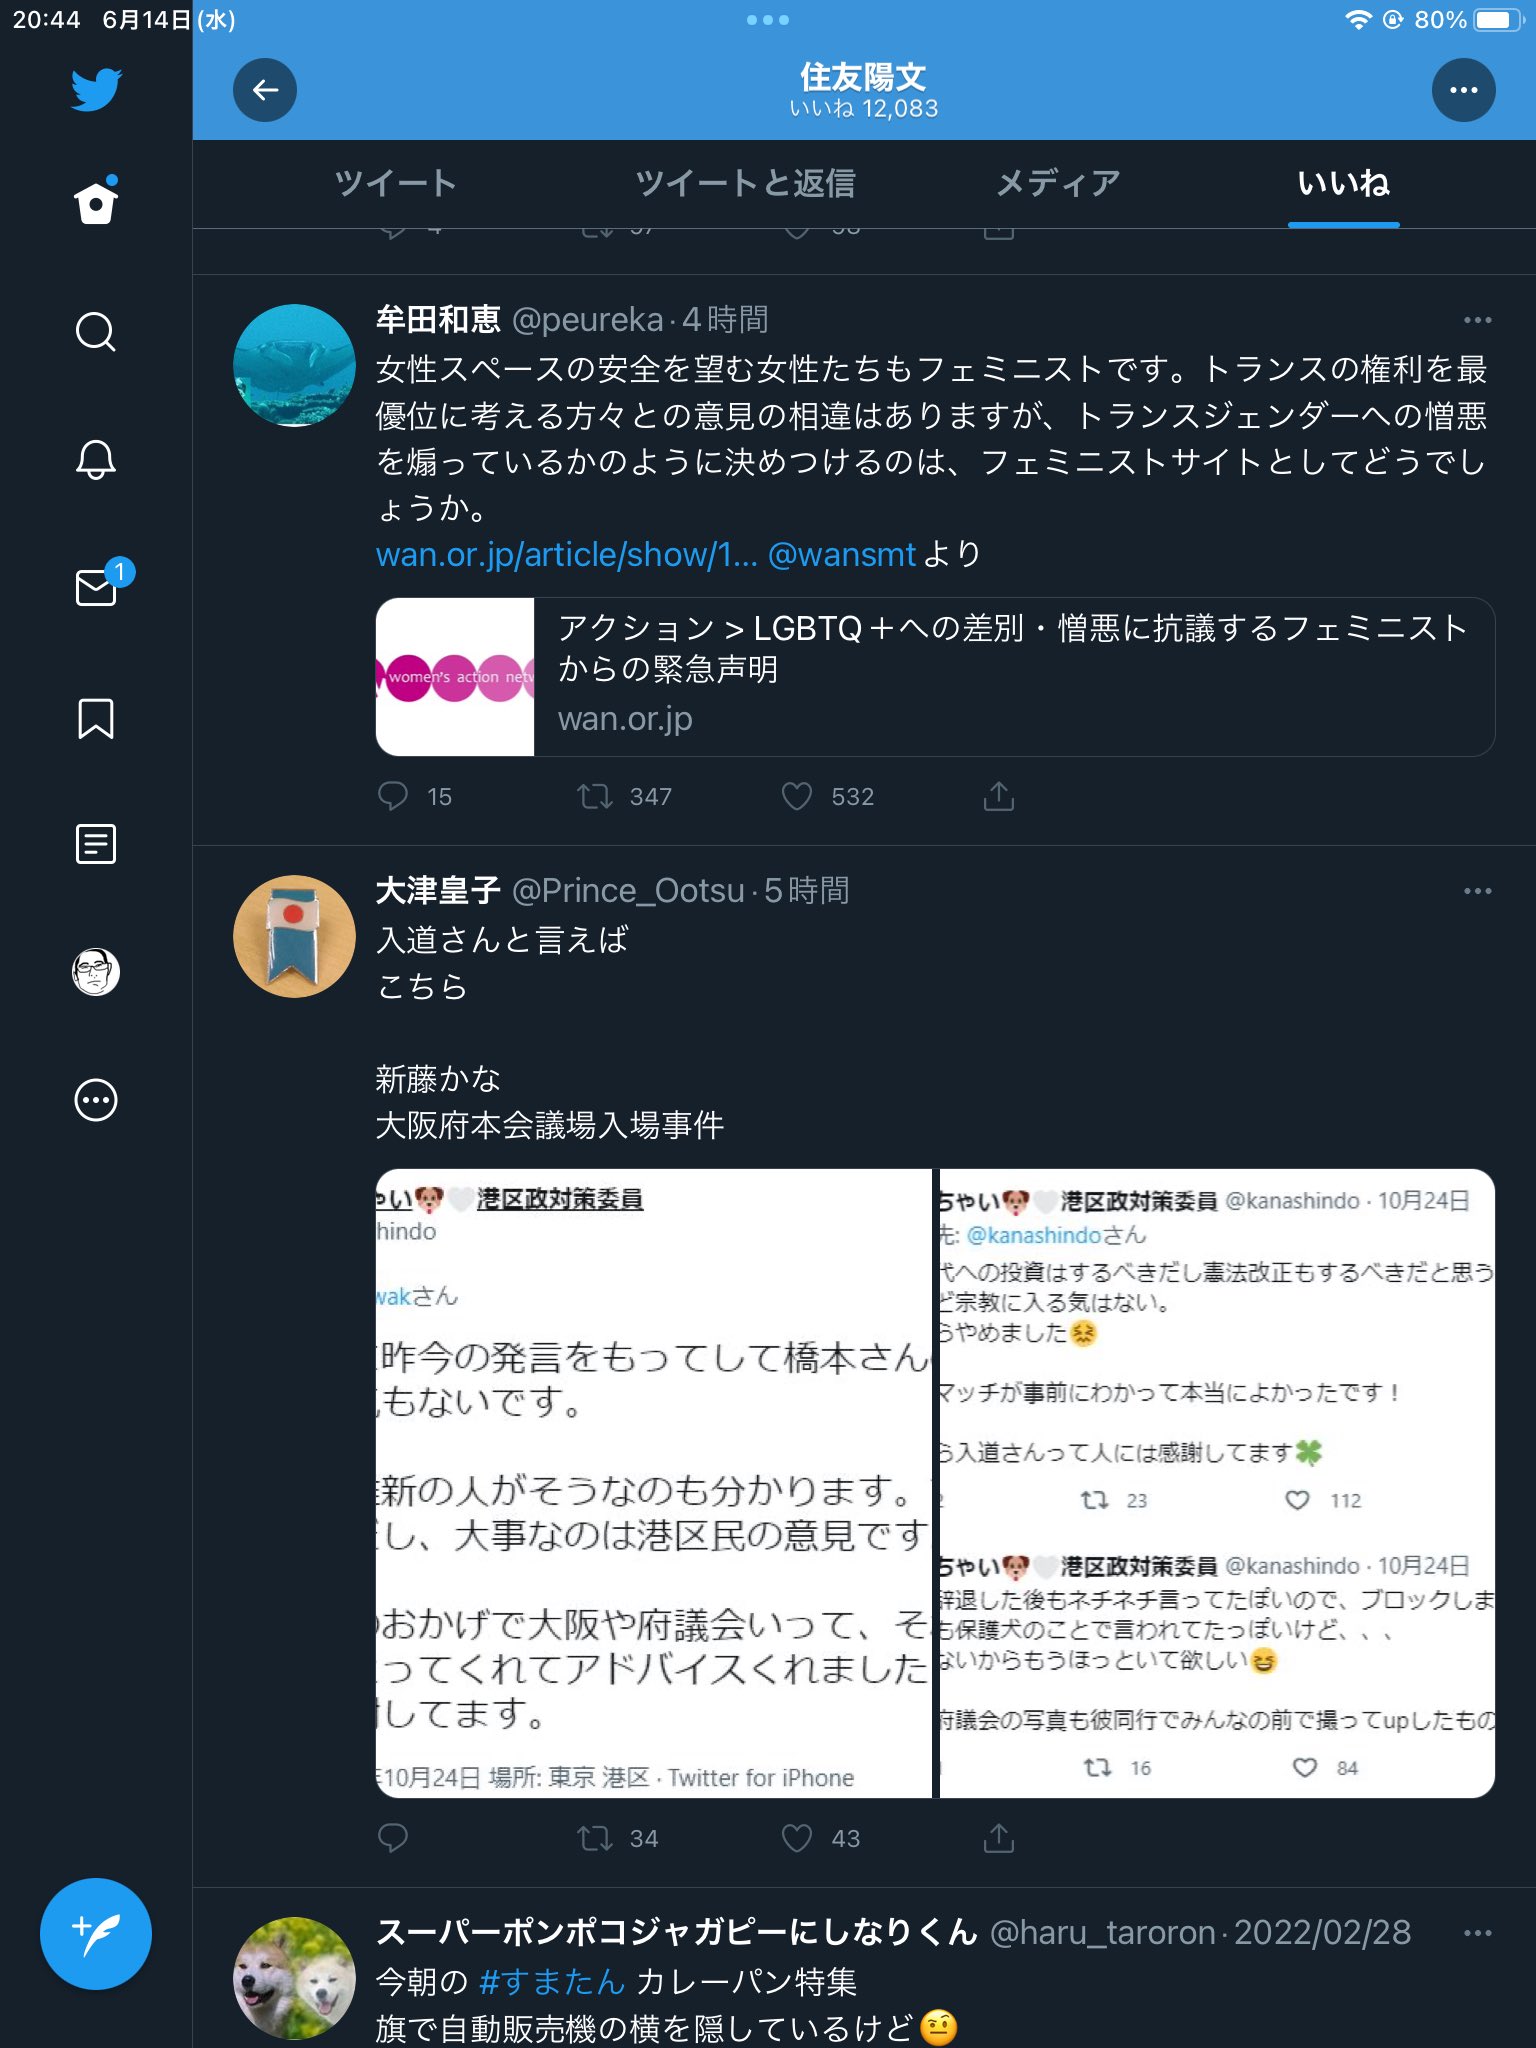 20:44 6月14日(水)
80%
住友陽文
いいね 12,083
ツイート ツイートと返信 メディア いいね
牟田和恵 @peureka·4時間
女性スペースの安全を望む女性たちもフェミニストです。トランスの権利を最
優位に考える方々との意見の相違はありますが、トランスジェンダーへの憎悪
を煽っているかのように決めつけるのは、フェミニストサイトとしてどうでし
ょうか。
wan.or.jp/article/show/1… @wansmtより
women's action netw
アクション > LGBTQ＋への差別・憎悪に抗議するフェミニスト
からの緊急声明
wan.or.jp
15 347 532
1
大津皇子 @Prince_Ootsu·5時間
入道さんと言えば
こちら
新藤かな
大阪府本会議場入場事件
ゃい🐶🤍港区政対策委員
hindo
wakさん
昨今の発言をもってして橋本さん
もないです。
新の人がそうなのも分かります。
し、大事なのは港区民の意見です
おかげで大阪や府議会いって、そ
ってくれてアドバイスくれました
してます。
10月24日 場所: 東京 港区 · Twitter for iPhone
ちゃい🐶🤍港区政対策委員 @kanashindo · 10月24日
先: @kanashindoさん
代への投資はするべきだし憲法改正もするべきだと思う
ど宗教に入る気はない。
らやめました😖
マッチが事前にわかって本当によかったです！
ら入道さんって人には感謝してます🍀
23 112
ちゃい🐶🤍港区政対策委員 @kanashindo · 10月24日
辞退した後もネチネチ言ってたぽいので、ブロックしま
も保護犬のことで言われてたっぽいけど、、、
ないからもうほっといて欲しい😆
府議会の写真も彼同行でみんなの前で撮ってupしたもの
16 84
34 43
スーパーポンポコジャガピーにしなりくん @haru_taroron·2022/02/28
今朝の #すまたん カレーパン特集
旗で自動販売機の横を隠しているけど🤨